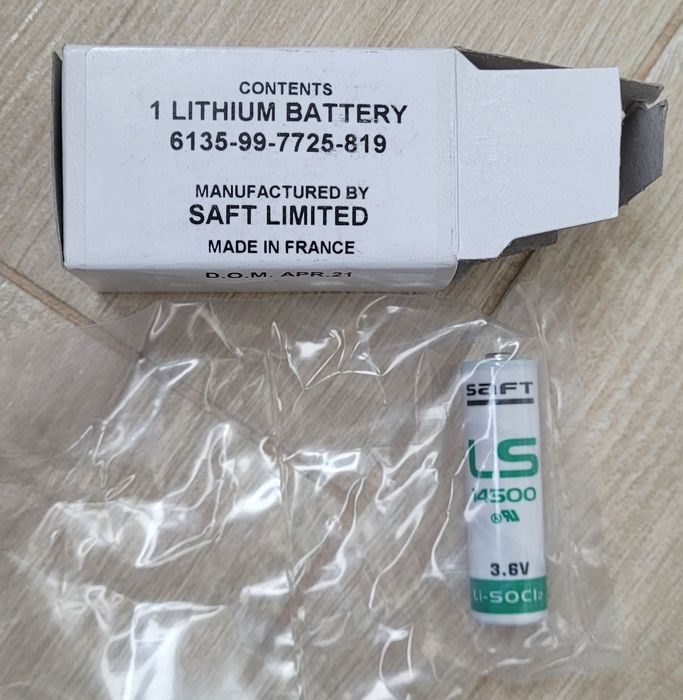 CONTENTS
1 LITHIUM BATTERY
6135-99-7725-819
MANUFACTURED BY
SAFT LIMITED
MADE IN FRANCE
D.O.M. APR.21
SAFT
LS
14500
3,6V
Li-SOCl2